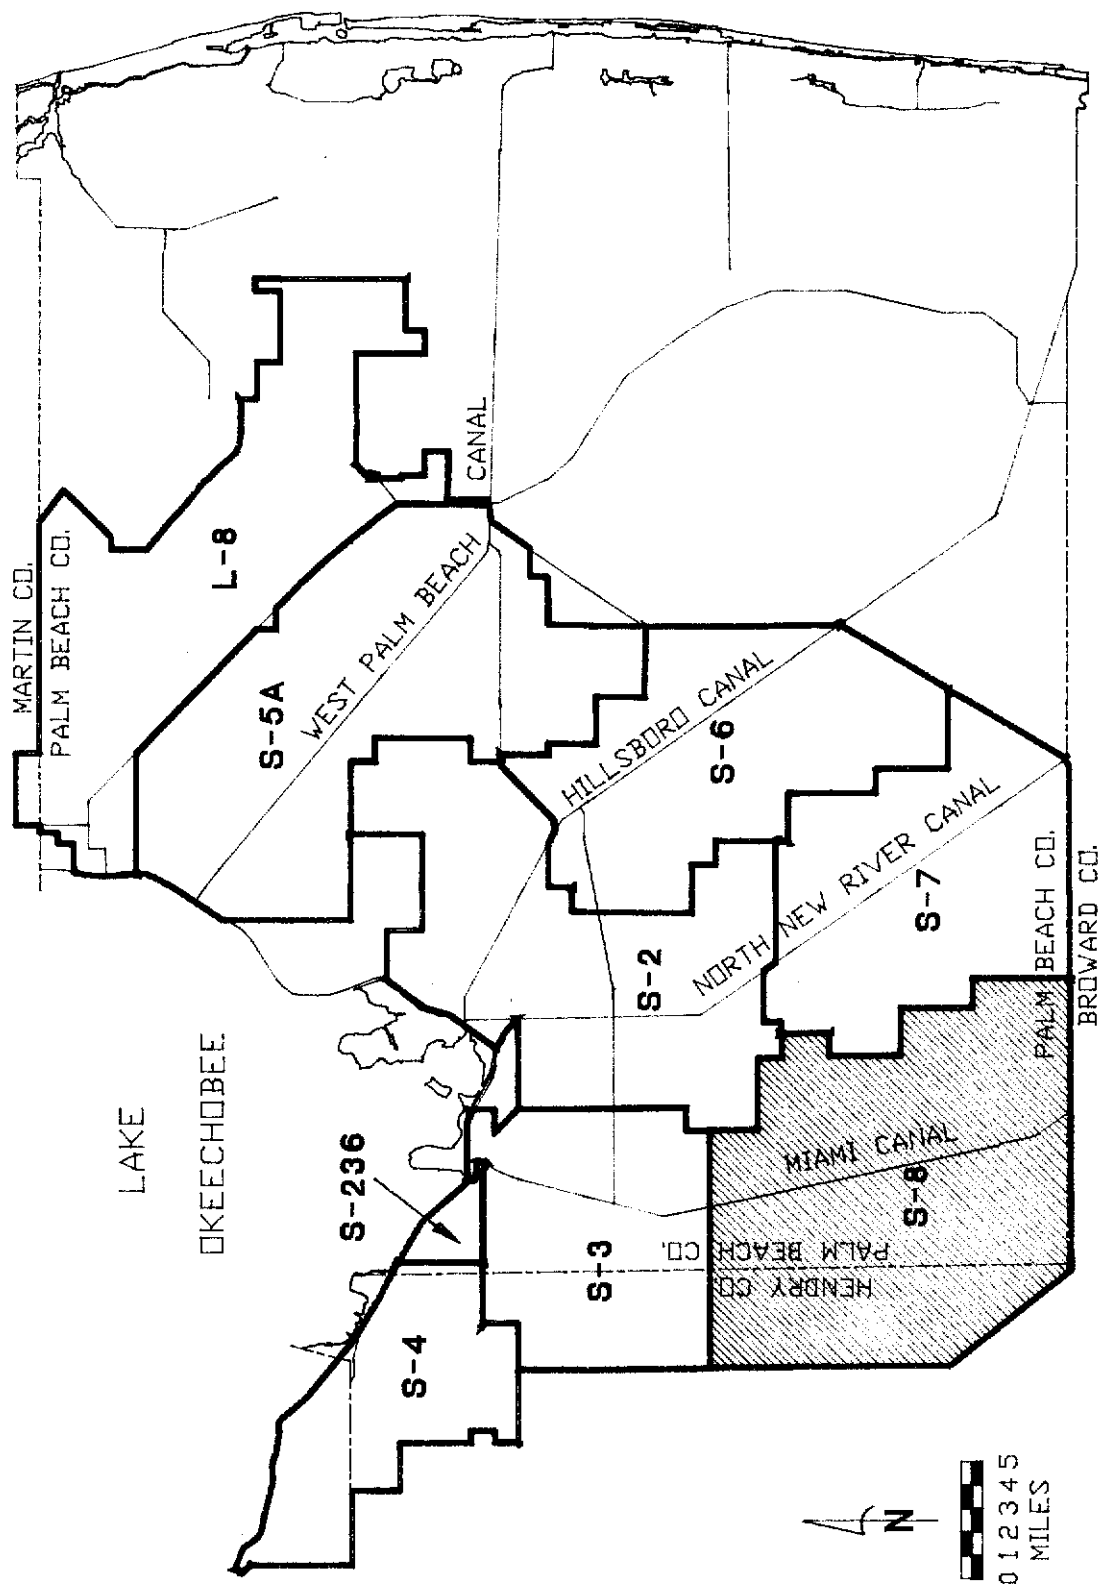 MARTIN CO.
PALM BEACH CO.
L-8
CANAL
WEST PALM BEACH
S-5A
HILLSBORO CANAL
S-6
NORTH NEW RIVER CANAL
S-7
S-2
PALM BEACH CO.
BROWARD CO.
LAKE
OKEECHOBEE
S-236
S-3
S-4
MIAMI CANAL
S-8
PALM BEACH CO.
HENDRY CO.
N
0 1 2 3 4 5
MILES